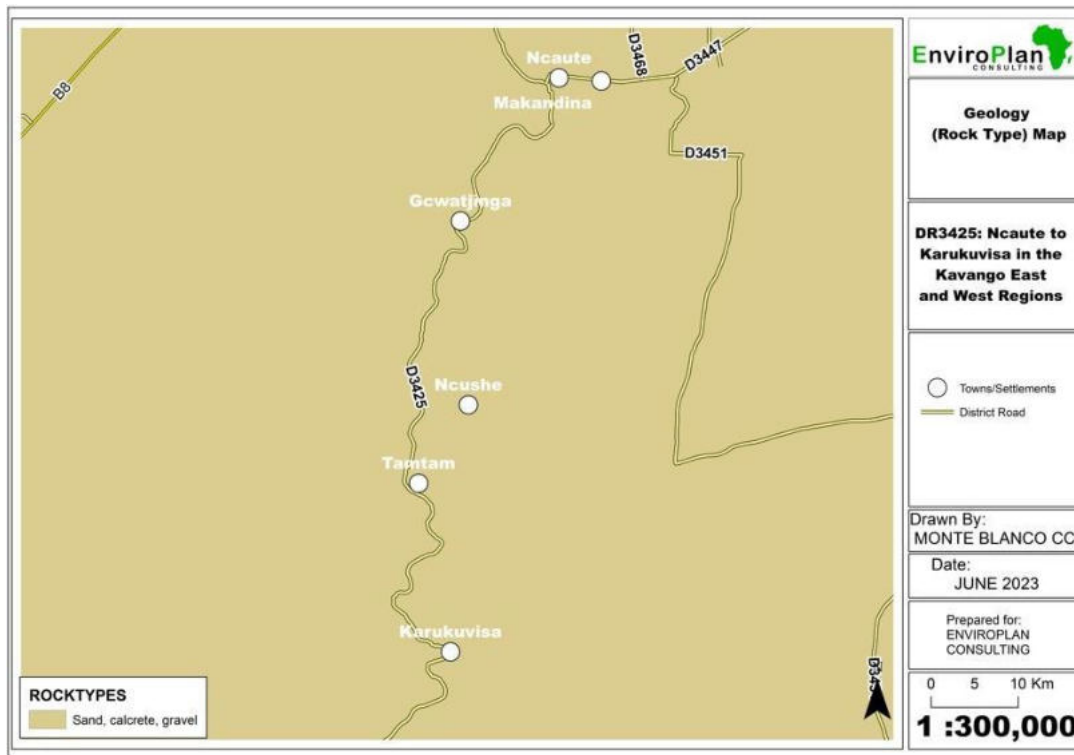 B8
Ncaute
D3468
D3447
Makandina
D3451
Gcwatjinga
D3425
Ncushe
Tamtam
Karukuvisa
ROCKTYPES
Sand, calcrete, gravel
EnviroPlan
CONSULTING
Geology
(Rock Type) Map
DR3425: Ncaute to
Karukuvisa in the
Kavango East
and West Regions
Towns/Settlements
District Road
Drawn By:
MONTE BLANCO CC
Date:
JUNE 2023
Prepared for:
ENVIROPLAN
CONSULTING
0 5 10 Km
1 :300,000